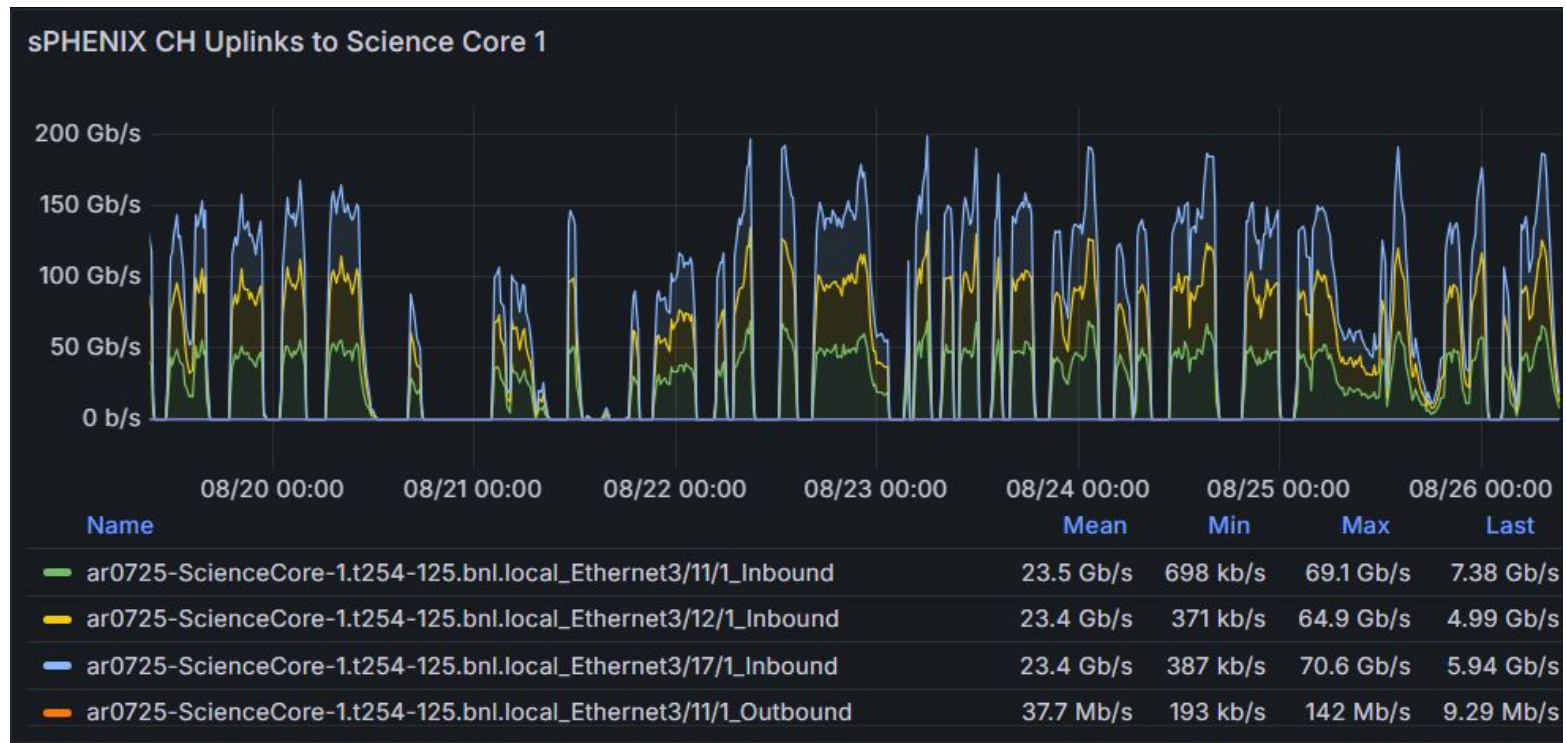 sPHENIX CH Uplinks to Science Core 1
200 Gb/s
150 Gb/s
100 Gb/s
50 Gb/s
0 b/s
08/20 00:00 08/21 00:00 08/22 00:00 08/23 00:00 08/24 00:00 08/25 00:00 08/26 00:00
Name Mean Min Max Last
ar0725-ScienceCore-1.t254-125.bnl.local_Ethernet3/11/1_Inbound 23.5 Gb/s 698 kb/s 69.1 Gb/s 7.38 Gb/s
ar0725-ScienceCore-1.t254-125.bnl.local_Ethernet3/12/1_Inbound 23.4 Gb/s 371 kb/s 64.9 Gb/s 4.99 Gb/s
ar0725-ScienceCore-1.t254-125.bnl.local_Ethernet3/17/1_Inbound 23.4 Gb/s 387 kb/s 70.6 Gb/s 5.94 Gb/s
ar0725-ScienceCore-1.t254-125.bnl.local_Ethernet3/11/1_Outbound 37.7 Mb/s 193 kb/s 142 Mb/s 9.29 Mb/s